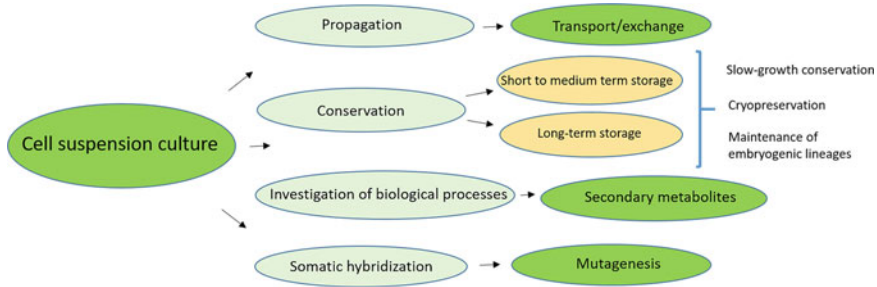 Propagation
Transport/exchange
Cell suspension culture
Conservation
Short to medium term storage
Long-term storage
Slow-growth conservation
Cryopreservation
Maintenance of
embryogenic lineages
Investigation of biological processes
Secondary metabolites
Somatic hybridization
Mutagenesis